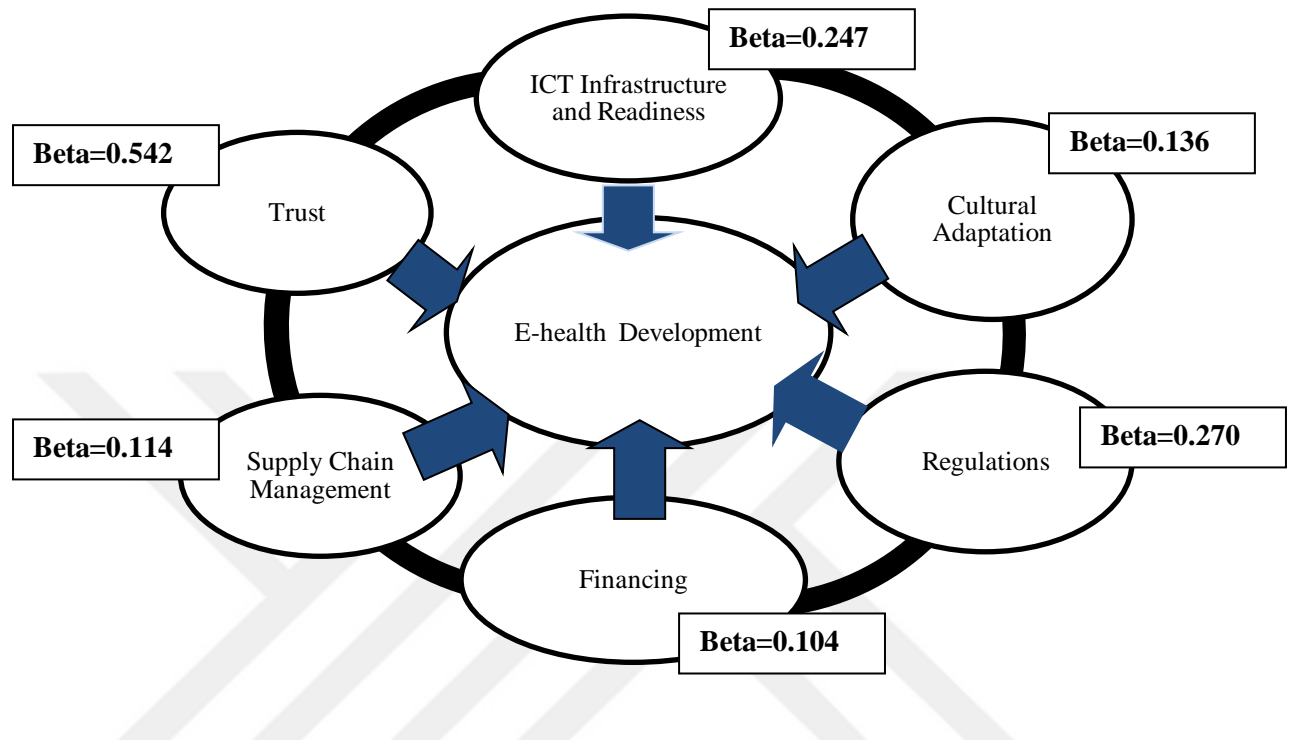 Beta=0.247
ICT Infrastructure
and Readiness
Beta=0.542
Trust
Beta=0.136
Cultural
Adaptation
E-health Development
Beta=0.114
Supply Chain
Management
Beta=0.270
Regulations
Financing
Beta=0.104